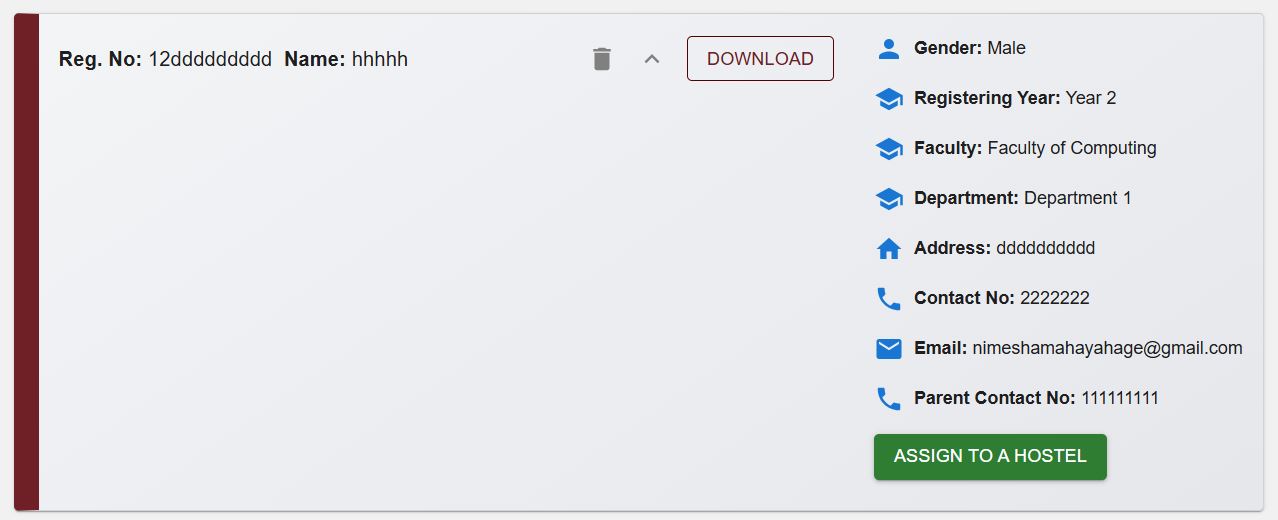 Reg. No: 12ddddddddd Name: hhhhh
DOWNLOAD
Gender: Male
Registering Year: Year 2
Faculty: Faculty of Computing
Department: Department 1
Address: dddddddddd
Contact No: 2222222
Email: nimeshamahayahage@gmail.com
Parent Contact No: 111111111
ASSIGN TO A HOSTEL